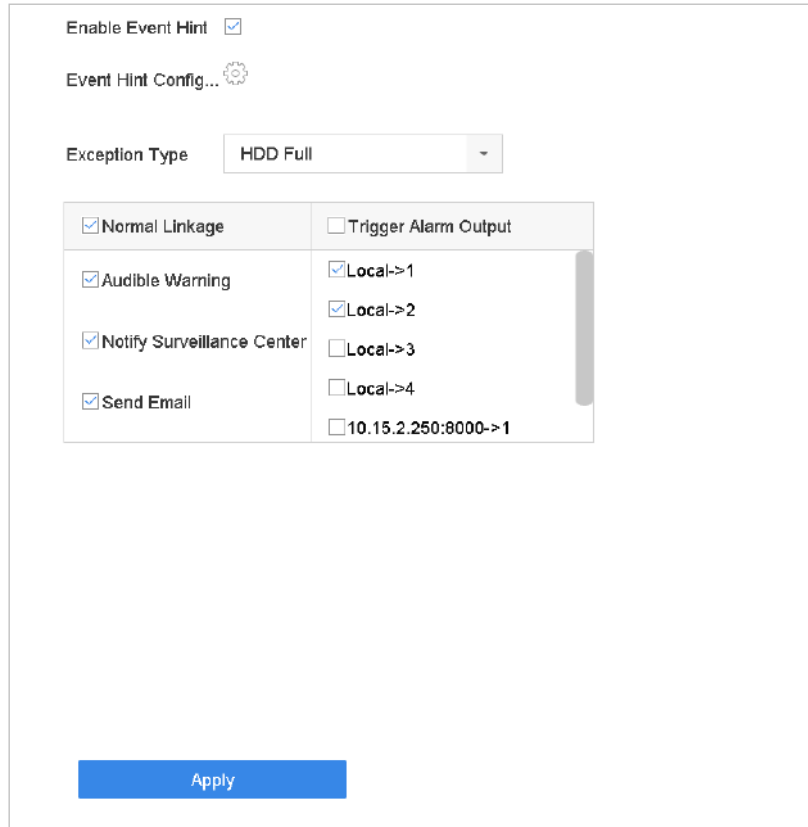 Enable Event Hint
Event Hint Config...
Exception Type HDD Full
Normal Linkage Trigger Alarm Output
Audible Warning
Notify Surveillance Center
Send Email
Local->1
Local->2
Local->3
Local->4
10.15.2.250:8000->1
Apply